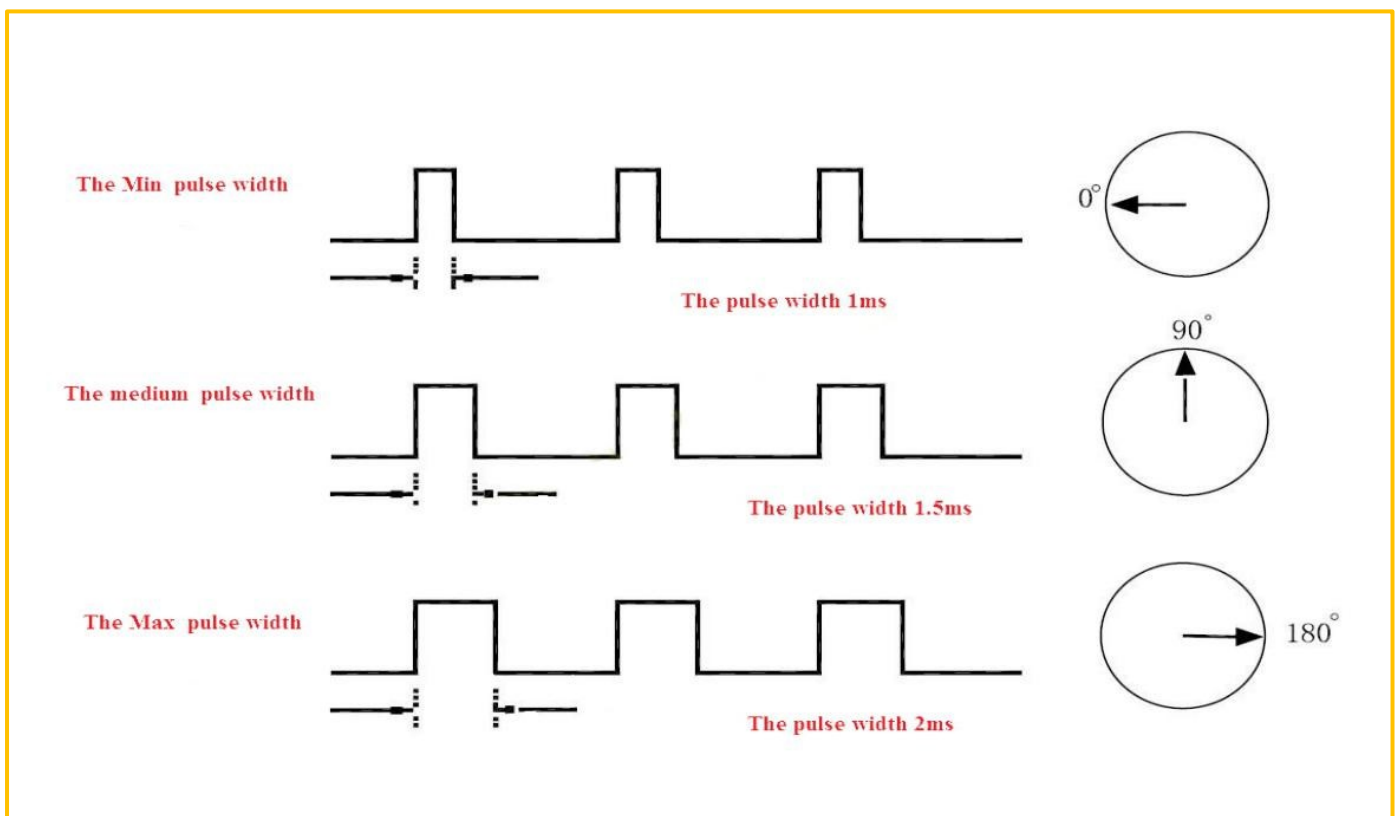 The Min pulse width
0°
The pulse width 1ms
90°
The medium pulse width
The pulse width 1.5ms
The Max pulse width
180°
The pulse width 2ms